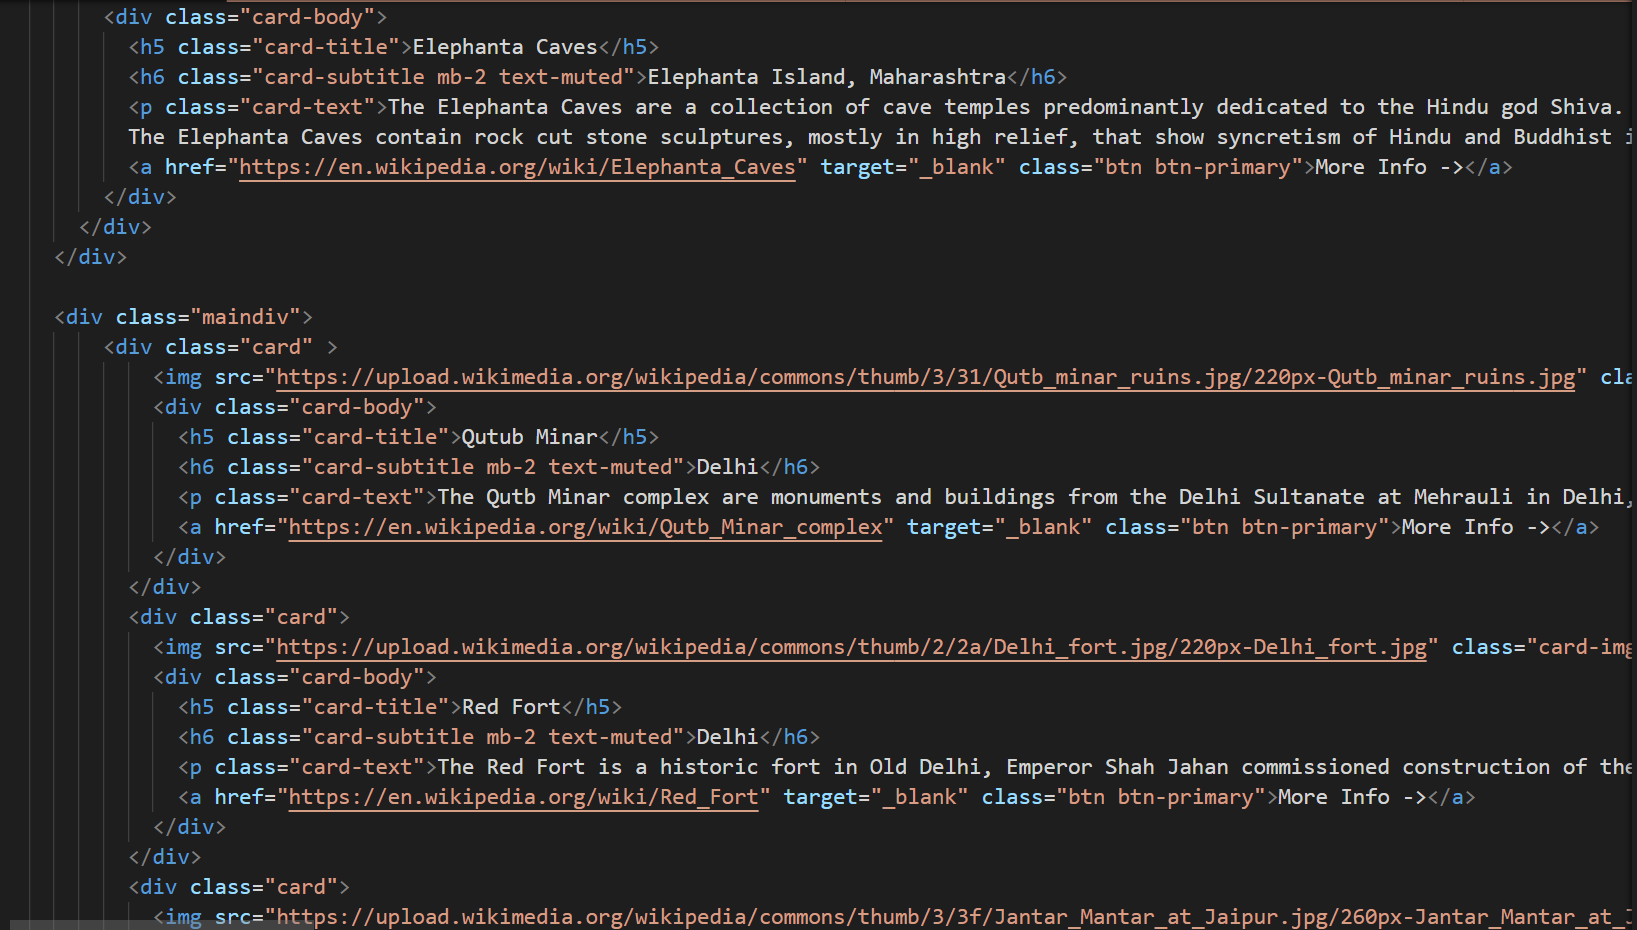 <div class="card-body">
<h5 class="card-title">Elephanta Caves</h5>
<h6 class="card-subtitle mb-2 text-muted">Elephanta Island, Maharashtra</h6>
<p class="card-text">The Elephanta Caves are a collection of cave temples predominantly dedicated to the Hindu god Shiva.
The Elephanta Caves contain rock cut stone sculptures, mostly in high relief, that show syncretism of Hindu and Buddhist
<a href="https://en.wikipedia.org/wiki/Elephanta_Caves" target="_blank" class="btn btn-primary">More Info -></a>
</div>
</div>
</div>
<div class="maindiv">
<div class="card" >
<img src="https://upload.wikimedia.org/wikipedia/commons/thumb/3/31/Qutb_minar_ruins.jpg/220px-Qutb_minar_ruins.jpg" cla
<div class="card-body">
<h5 class="card-title">Qutub Minar</h5>
<h6 class="card-subtitle mb-2 text-muted">Delhi</h6>
<p class="card-text">The Qutb Minar complex are monuments and buildings from the Delhi Sultanate at Mehrauli in Delhi,
<a href="https://en.wikipedia.org/wiki/Qutb_Minar_complex" target="_blank" class="btn btn-primary">More Info -></a>
</div>
</div>
<div class="card">
<img src="https://upload.wikimedia.org/wikipedia/commons/thumb/2/2a/Delhi_fort.jpg/220px-Delhi_fort.jpg" class="card-img
<div class="card-body">
<h5 class="card-title">Red Fort</h5>
<h6 class="card-subtitle mb-2 text-muted">Delhi</h6>
<p class="card-text">The Red Fort is a historic fort in Old Delhi, Emperor Shah Jahan commissioned construction of the
<a href="https://en.wikipedia.org/wiki/Red_Fort" target="_blank" class="btn btn-primary">More Info -></a>
</div>
</div>
<div class="card">
<img src="https://upload.wikimedia.org/wikipedia/commons/thumb/3/3f/Jantar_Mantar_at_Jaipur.jpg/260px-Jantar_Mantar_at_J